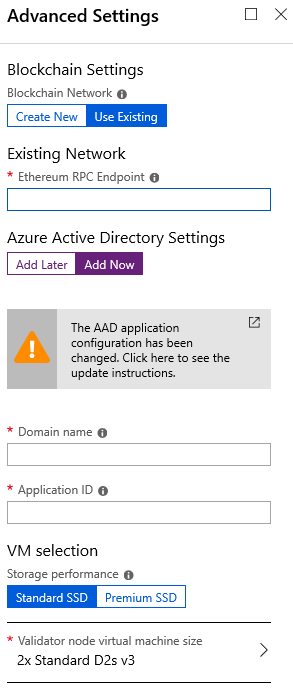 Advanced Settings
Blockchain Settings
Blockchain Network
Create New
Use Existing
Existing Network
* Ethereum RPC Endpoint
Azure Active Directory Settings
Add Later
Add Now
The AAD application
configuration has been
changed. Click here to see the
update instructions.
* Domain name
* Application ID
VM selection
Storage performance
Standard SSD
Premium SSD
* Validator node virtual machine size
2x Standard D2s v3